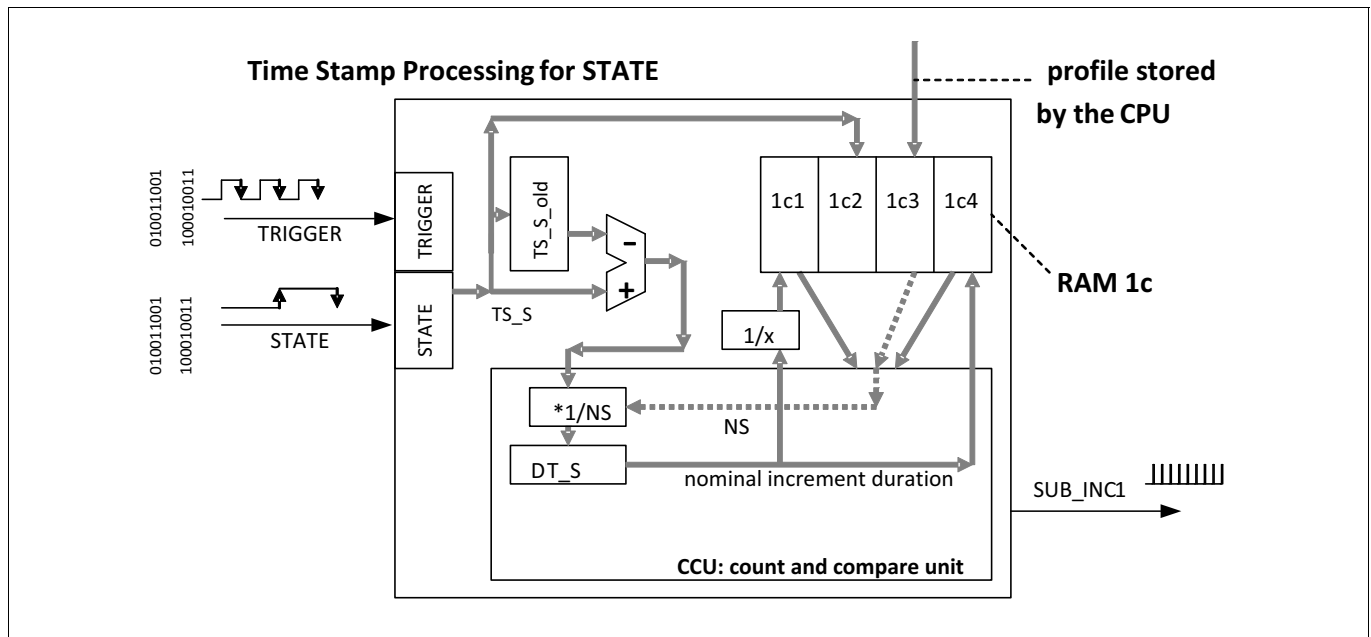 Time Stamp Processing for STATE
profile stored
by the CPU
010011001
100010011
TRIGGER
TRIGGER
TS_S_old
-
+
1c1
1c2
1c3
1c4
RAM 1c
010011001
100010011
STATE
STATE
TS_S
1/x
*1/NS
NS
DT_S
nominal increment duration
SUB_INC1
CCU: count and compare unit